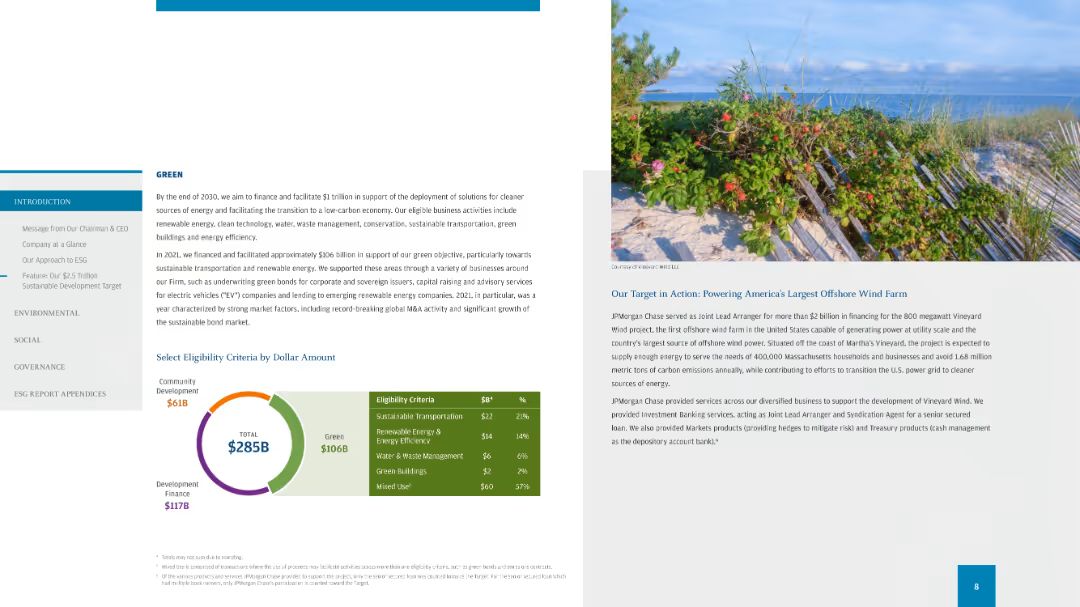 INTRODUCTION
Message from Our Chairman & CEO
Company at a Glance
Our Approach to ESG
Feature: Our $2.5 Trillion
Sustainable Development Target
ENVIRONMENTAL
SOCIAL
GOVERNANCE
ESG REPORT APPENDICES
GREEN
By the end of 2030, we aim to finance and facilitate $1 trillion in support of the deployment of solutions for cleaner
sources of energy and facilitating the transition to a low-carbon economy. Our eligible business activities include
renewable energy, clean technology, water, waste management, conservation, sustainable transportation, green
buildings and energy efficiency.
In 2021, we financed and facilitated approximately $106 billion in support of our green objective, particularly towards
sustainable transportation and renewable energy. We supported these areas through a variety of businesses around
our Firm, such as underwriting green bonds for corporate and sovereign issuers, capital raising and advisory services
for electric vehicles ("EV") companies and lending to emerging renewable energy companies. 2021, in particular, was a
year characterized by strong market factors, including record-breaking global M&A activity and significant growth of
the sustainable bond market.
Select Eligibility Criteria by Dollar Amount
Community
Development
$61B
TOTAL
$285B
Green
$106B
Development
Finance
$117B
Eligibility Criteria $B⁴ %
Sustainable Transportation $22 21%
Renewable Energy &
Energy Efficiency $14 14%
Water & Waste Management $6 6%
Green Buildings $2 2%
Mixed Use⁵ $60 57%
Totals may not sum due to rounding.
Our Target in Action: Powering America's Largest Offshore Wind Farm
JPMorgan Chase served as Joint Lead Arranger for more than $2 billion in financing for the 800 megawatt Vineyard
Wind project, the first offshore wind farm in the United States capable of generating power at utility scale and the
country's largest source of offshore wind power. Situated off the coast of Martha's Vineyard, the project is expected to
supply enough energy to serve the needs of 400,000 Massachusetts households and businesses and avoid 1.68 million
metric tons of carbon emissions annually, while contributing to efforts to transition the U.S. power grid to cleaner
sources of energy.
JPMorgan Chase provided services across our diversified business to support the development of Vineyard Wind. We
provided Investment Banking services, acting as Joint Lead Arranger and Syndication Agent for a senior secured
loan. We also provided Markets products (providing hedges to mitigate risk) and Treasury products (cash management
as the depository account bank).⁶
8